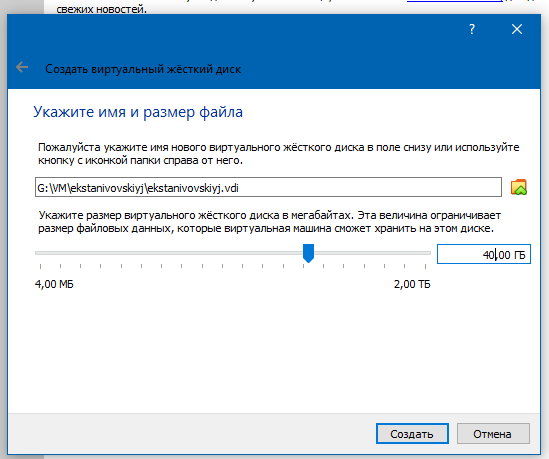 свежих новостей.
?
Создать виртуальный жёсткий диск
Укажите имя и размер файла
Пожалуйста укажите имя нового виртуального жёсткого диска в поле снизу или используйте
кнопку с иконкой папки справа от него.
G:\VM\ekstanivovskiyj\ekstanivovskiyj.vdi
Укажите размер виртуального жёсткого диска в мегабайтах. Эта величина ограничивает
размер файловых данных, которые виртуальная машина сможет хранить на этом диске.
40,00 ГБ
4,00 МБ 2,00 ТБ
Создать Отмена